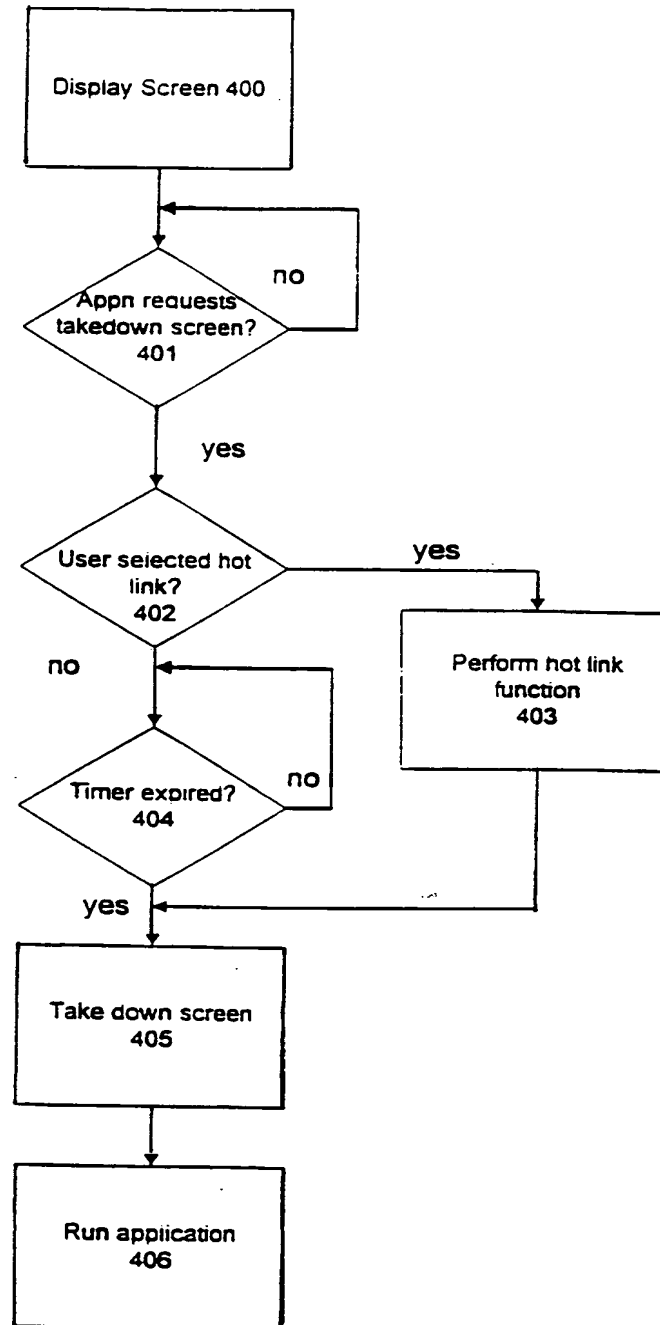 Display Screen 400
no
Appn requests
takedown screen?
401
yes
User selected hot
link?
402
yes
no
Perform hot link
function
403
Timer expired?
404
no
yes
Take down screen
405
Run application
406